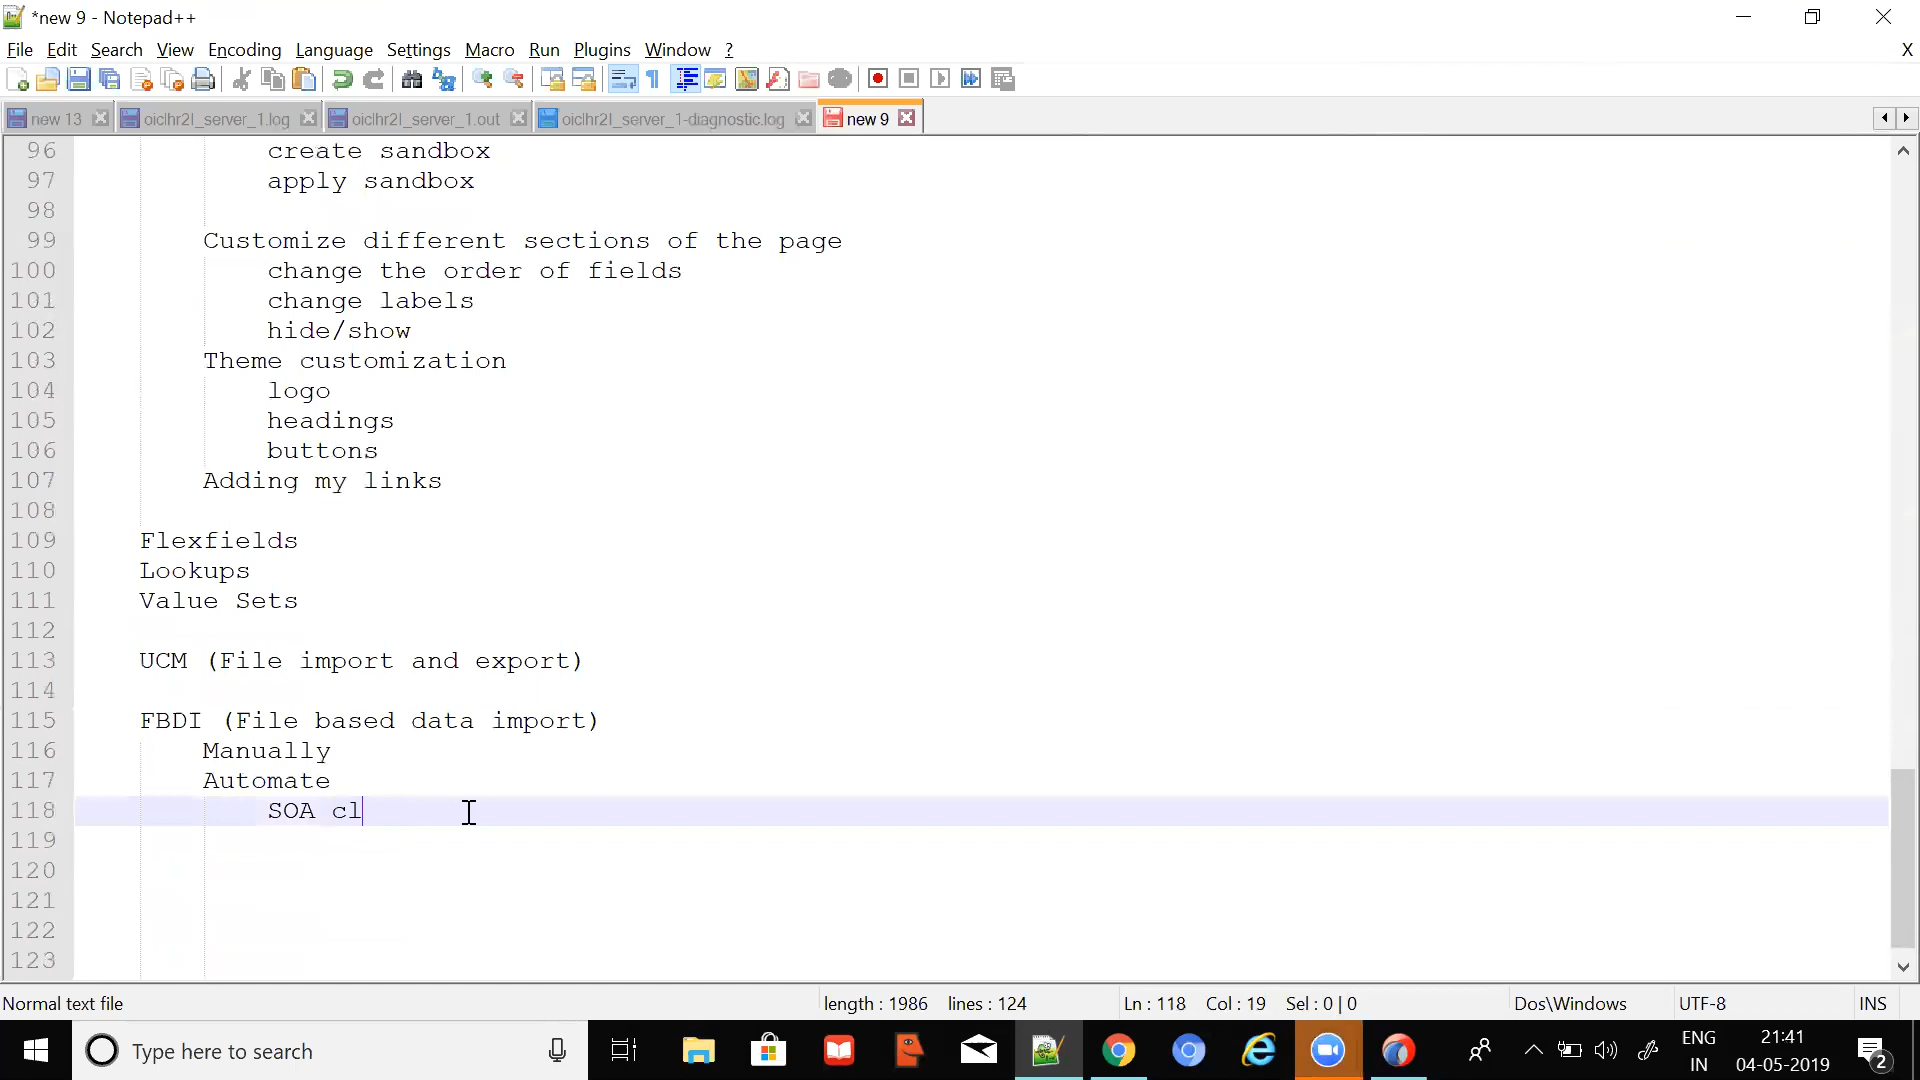 *new 9 - Notepad++
File Edit Search View Encoding Language Settings Macro Run Plugins Window ? X
new 13 oiclhr2l_server_1.log oiclhr2l_server_1.out oiclhr2l_server_1-diagnostic.log new 9
96 create sandbox
97 apply sandbox
98
99 Customize different sections of the page
100 change the order of fields
101 change labels
102 hide/show
103 Theme customization
104 logo
105 headings
106 buttons
107 Adding my links
108
109 Flexfields
110 Lookups
111 Value Sets
112
113 UCM (File import and export)
114
115 FBDI (File based data import)
116 Manually
117 Automate
118 SOA cl
119
120
121
122
123
Normal text file length : 1986 lines : 124 Ln : 118 Col : 19 Sel : 0 | 0 Dos\Windows UTF-8 INS
Type here to search ENG 21:41
IN 04-05-2019 2